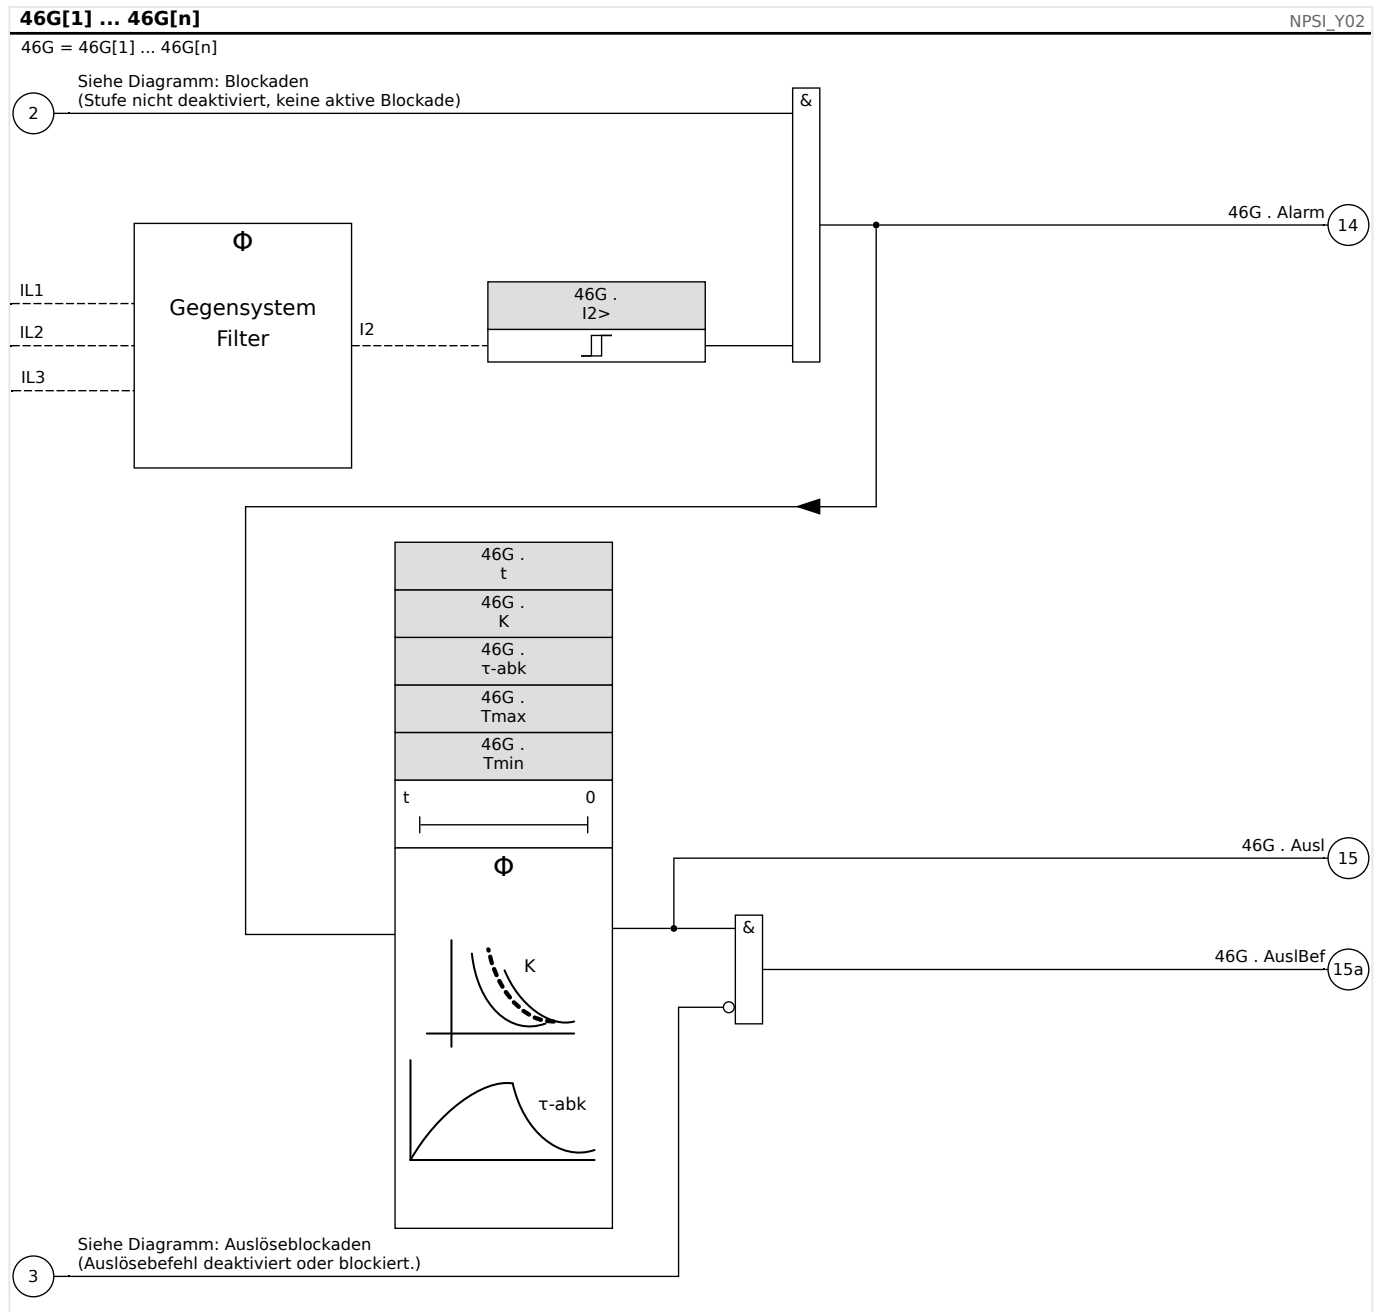 46G[1] ... 46G[n]
NPSI_Y02
46G = 46G[1] ... 46G[n]
Siehe Diagramm: Blockaden
(Stufe nicht deaktiviert, keine aktive Blockade)
2
&
46G . Alarm
14
Φ
Gegensystem
Filter
IL1
IL2
IL3
I2
46G .
I2>
46G .
t
46G .
K
46G .
τ-abk
46G .
Tmax
46G .
Tmin
t 0
Φ
K
τ-abk
46G . Ausl
15
&
46G . AuslBef
15a
Siehe Diagramm: Auslöseblockaden
(Auslösebefehl deaktiviert oder blockiert.)
3